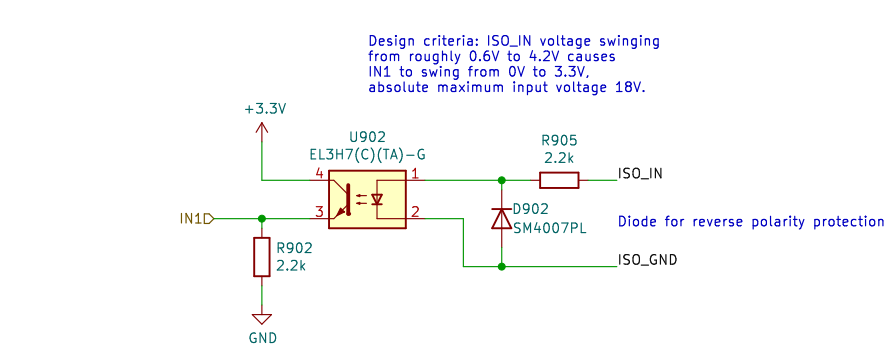 Design criteria: ISO_IN voltage swinging
from roughly 0.6V to 4.2V causes
IN1 to swing from 0V to 3.3V,
absolute maximum input voltage 18V.
+3.3V
U902
EL3H7(C)(TA)-G
R905
2.2k
4
1
ISO_IN
3
2
IN1
D902
SM4007PL
Diode for reverse polarity protection
R902
2.2k
ISO_GND
GND